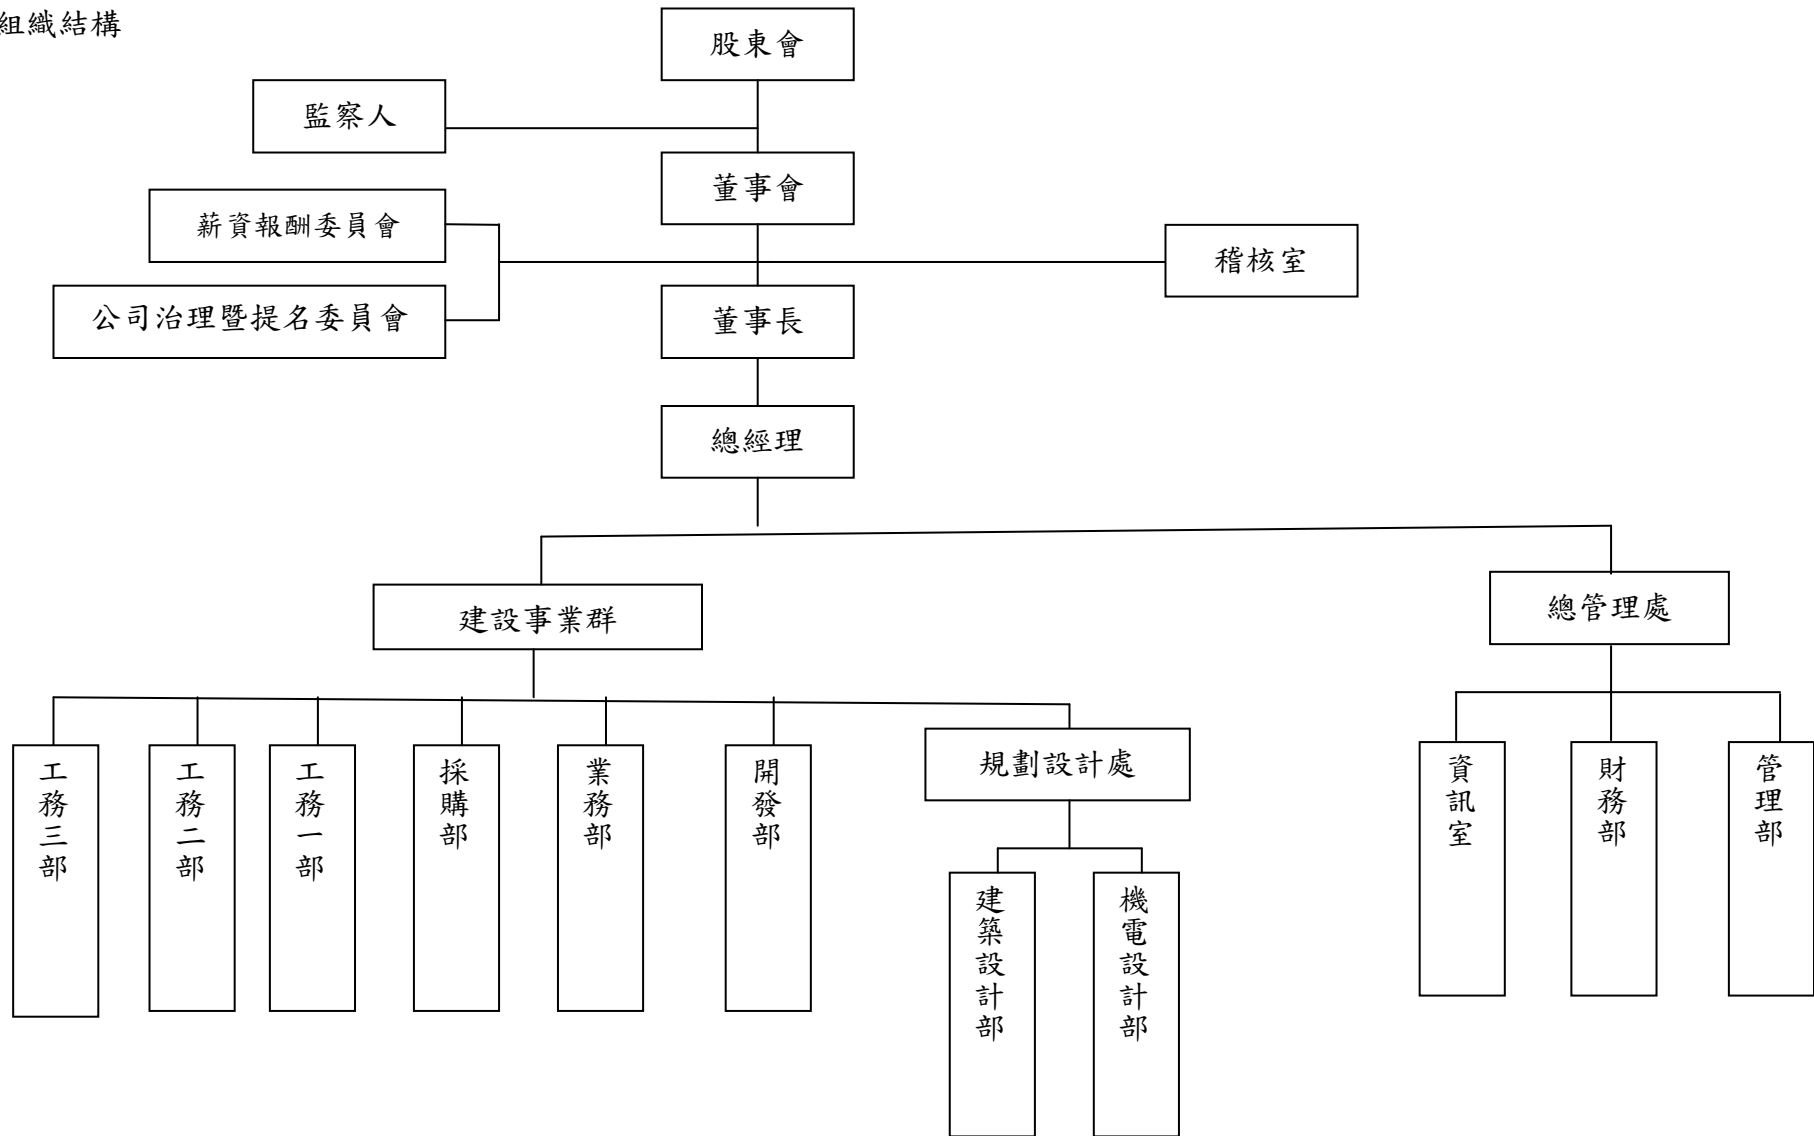 組織結構
股東會
監察人
董事會
薪資報酬委員會
稽核室
公司治理暨提名委員會
董事長
總經理
建設事業群
總管理處
工務三部
工務二部
工務一部
採購部
業務部
開發部
規劃設計處
資訊室
財務部
管理部
建築設計部
機電設計部